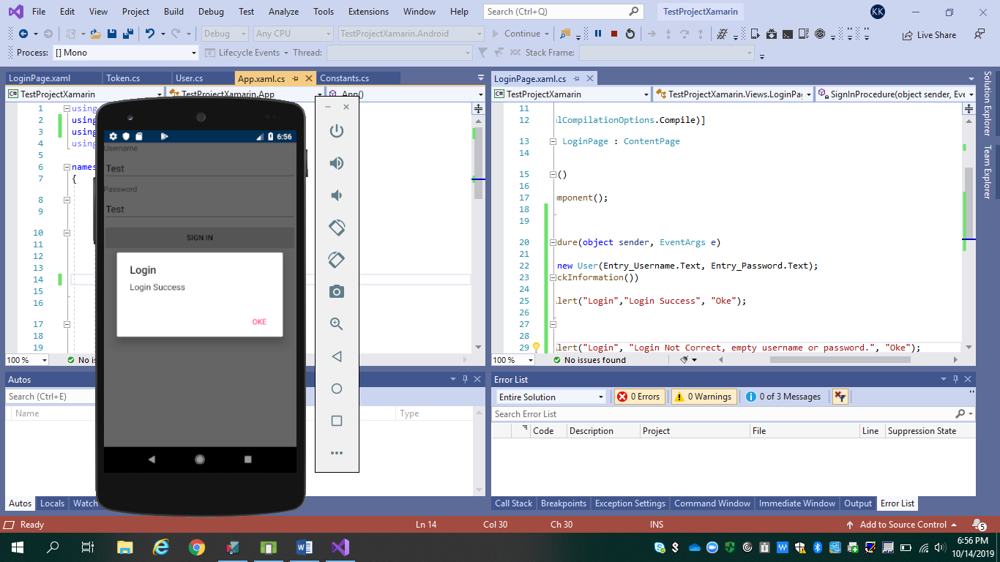 File Edit View Project Build Debug Test Analyze Tools Extensions Window Help Search (Ctrl+Q) TestProjectXamarin KK
Debug Any CPU TestProjectXamarin.Android Continue Live Share
Process: [] Mono Lifecycle Events Thread: Stack Frame:
LoginPage.xaml Token.cs User.cs App.xaml.cs Constants.cs
TestProjectXamarin TestProjectXamarin.App App()
1 using
2 using
3 using
4 using
5
6 names
7 {
8
9
10
11
12
13
14
15
16
17
18
19
100 % No is
6:56
Username
Test
Password
Test
SIGN IN
Login
Login Success
OKE
LoginPage.xaml.cs
TestProjectXamarin TestProjectXamarin.Views.LoginPa SignInProcedure(object sender, Eve
11
12 lCompilationOptions.Compile)]
13 LoginPage : ContentPage
14
15 ()
16
17 mponent();
18
19
20 dure(object sender, EventArgs e)
21
22 new User(Entry_Username.Text, Entry_Password.Text);
23 ckInformation())
24
25 lert("Login","Login Success", "Oke");
26
27
28
29 lert("Login", "Login Not Correct, empty username or password.", "Oke");
100 % No issues found
Solution Explorer
Team Explorer
Autos
Search (Ctrl+E)
Name Type
Autos Locals Watch
Error List
Entire Solution 0 Errors 0 Warnings 0 of 3 Messages
Search Error List
Code Description Project File Line Suppression State
Call Stack Breakpoints Exception Settings Command Window Immediate Window Output Error List
Ready Ln 14 Col 30 Ch 30 INS Add to Source Control 5
6:56 PM
10/14/2019